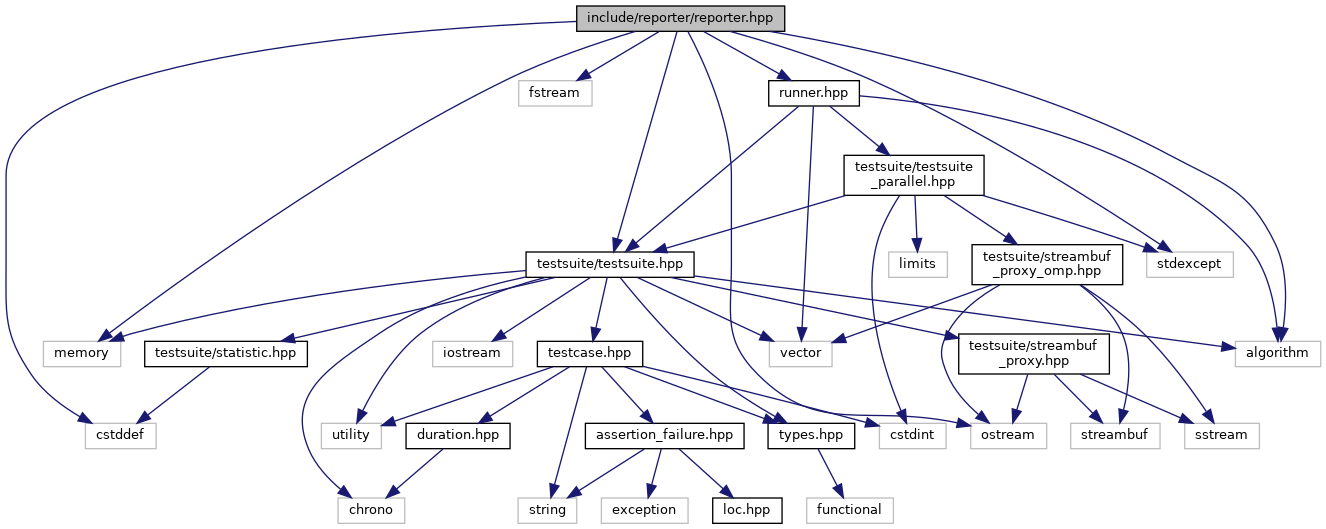 include/reporter/reporter.hpp
fstream
runner.hpp
testsuite/testsuite
_parallel.hpp
testsuite/testsuite.hpp
limits
testsuite/streambuf
_proxy_omp.hpp
stdexcept
memory
testsuite/statistic.hpp
iostream
testcase.hpp
vector
testsuite/streambuf
_proxy.hpp
algorithm
cstddef
utility
duration.hpp
assertion_failure.hpp
types.hpp
cstdint
ostream
streambuf
sstream
chrono
string
exception
loc.hpp
functional